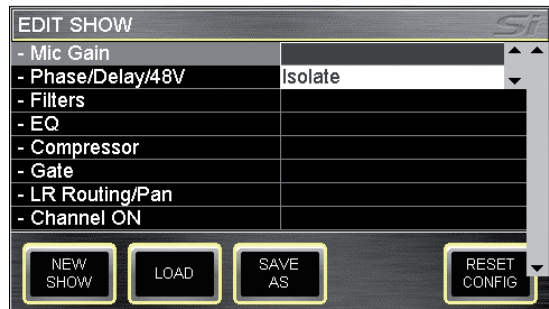 EDIT SHOW
Si
- Mic Gain
- Phase/Delay/48V Isolate
- Filters
- EQ
- Compressor
- Gate
- LR Routing/Pan
- Channel ON
NEW SHOW
LOAD
SAVE AS
RESET CONFIG